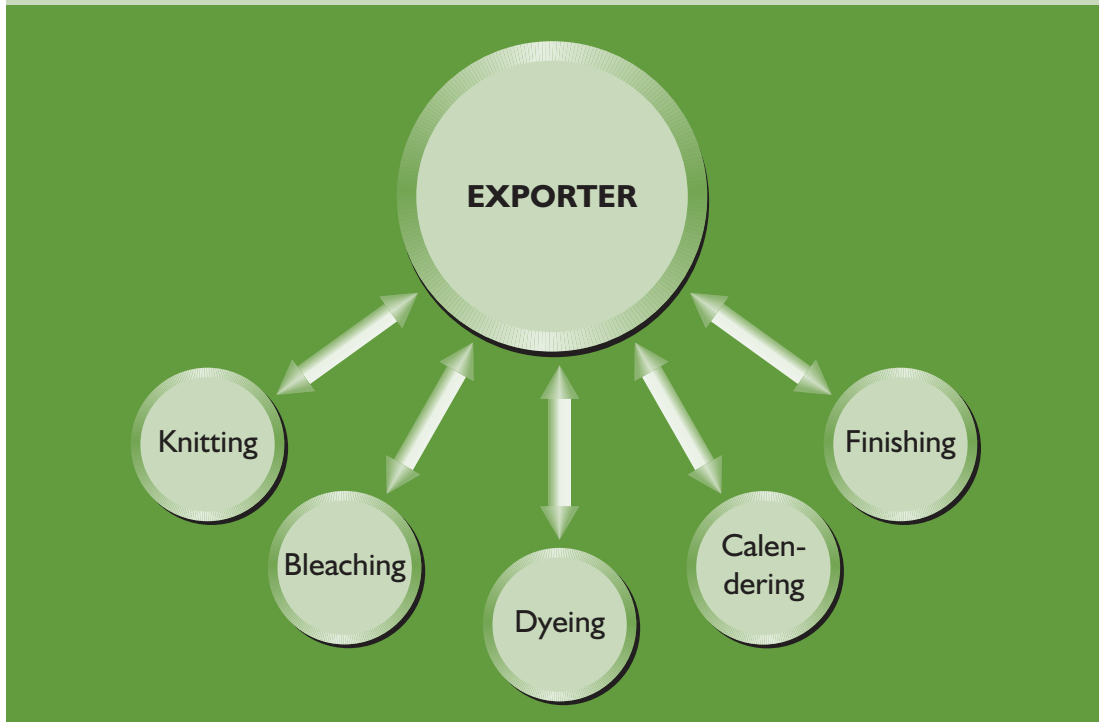 EXPORTER
Knitting
Bleaching
Dyeing
Calen-
dering
Finishing